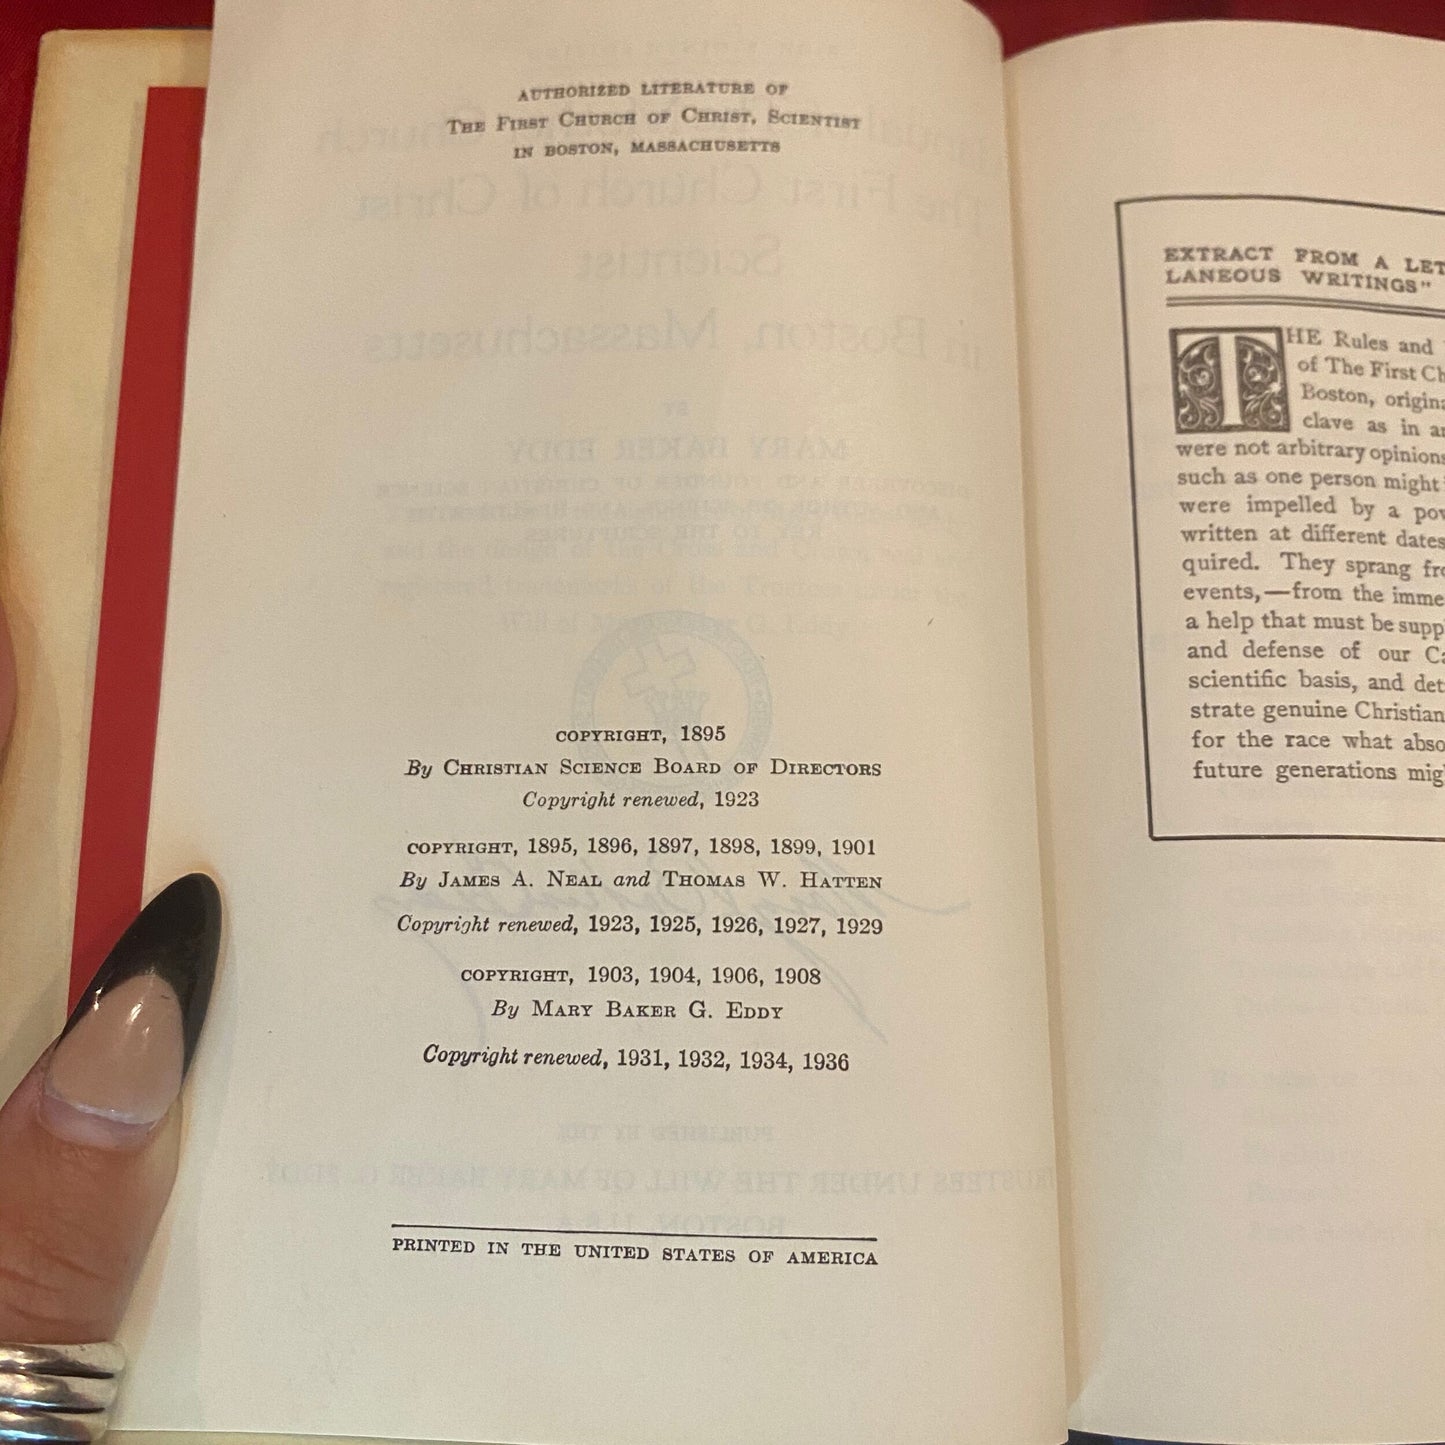 AUTHORIZED LITERATURE OF
THE FIRST CHURCH OF CHRIST, SCIENTIST
IN BOSTON, MASSACHUSETTS
COPYRIGHT, 1895
By CHRISTIAN SCIENCE BOARD OF DIRECTORS
Copyright renewed, 1923
COPYRIGHT, 1895, 1896, 1897, 1898, 1899, 1901
By JAMES A. NEAL and THOMAS W. HATTEN
Copyright renewed, 1923, 1925, 1926, 1927, 1929
COPYRIGHT, 1903, 1904, 1906, 1908
By MARY BAKER G. EDDY
Copyright renewed, 1931, 1932, 1934, 1936
PRINTED IN THE UNITED STATES OF AMERICA
EXTRACT FROM A LET
LANEOUS WRITINGS"
THE Rules and
of The First Ch
Boston, origina
clave as in an
were not arbitrary opinions
such as one person might
were impelled by a pow
written at different dates
quired. They sprang fro
events,—from the imme
a help that must be suppl
and defense of our Ca
scientific basis, and det
strate genuine Christian
for the race what abso
future generations mig